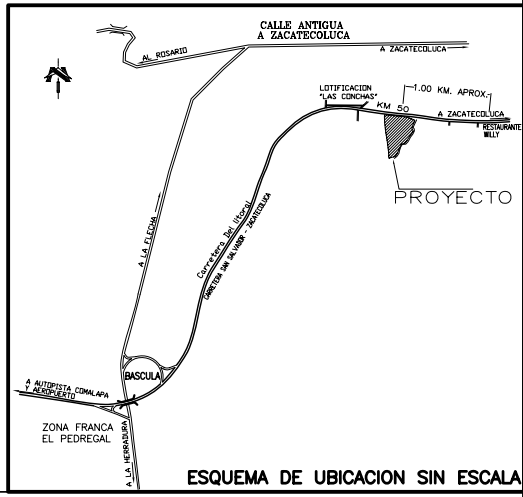 CALLE ANTIGUA
A ZACATECOLUCA
AL ROSARIO
A ZACATECOLUCA
LOTIFICACION
"LAS CONCHAS"
1.00 KM. APROX.
KM 50
A ZACATECOLUCA
RESTAURANTE
WILLY
PROYECTO
A LA FLECHA
Carretera Del litoral
CARRETERA SAN SALVADOR - ZACATECOLUCA
BASCULA
A AUTOPISTA COMALAPA
Y AEROPUERTO
ZONA FRANCA
EL PEDREGAL
A LA HERRADURA
ESQUEMA DE UBICACION SIN ESCALA